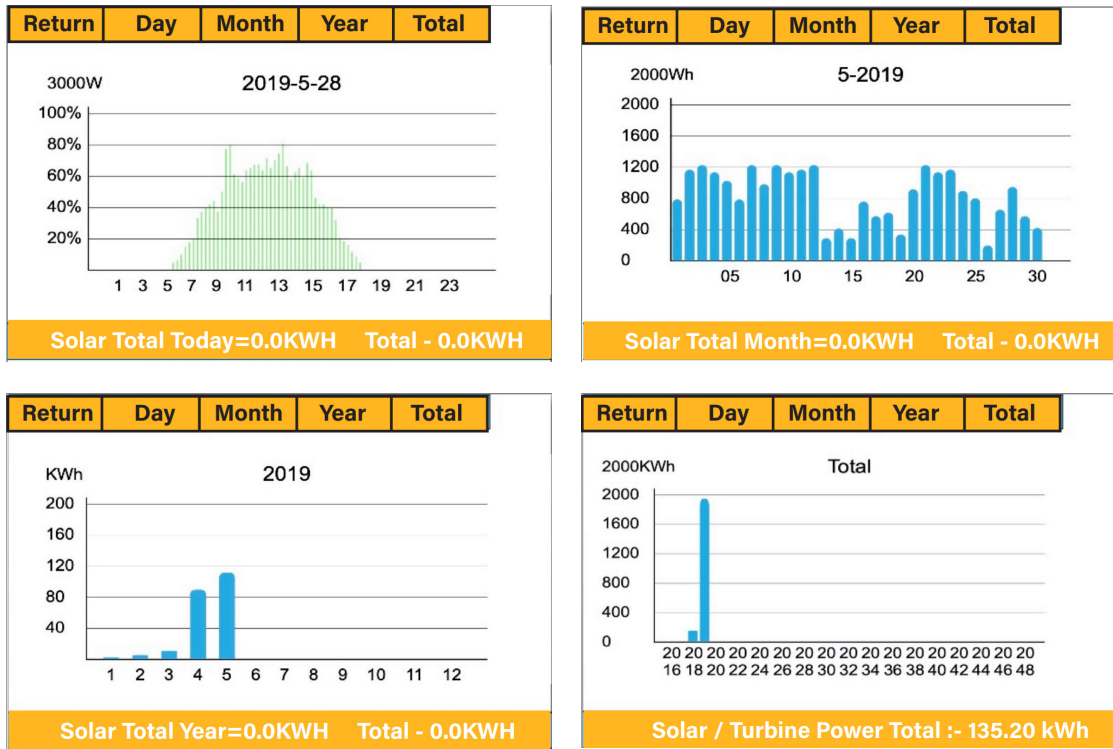 Return Day Month Year Total
3000W
2019-5-28
100%
80%
60%
40%
20%
1 3 5 7 9 11 13 15 17 19 21 23
Solar Total Today=0.0KWH Total - 0.0KWH
Return Day Month Year Total
2000Wh
5-2019
2000
1600
1200
800
400
0
05 10 15 20 25 30
Solar Total Month=0.0KWH Total - 0.0KWH
Return Day Month Year Total
KWh
2019
200
160
120
80
40
1 2 3 4 5 6 7 8 9 10 11 12
Solar Total Year=0.0KWH Total - 0.0KWH
Return Day Month Year Total
2000KWh
Total
2000
1600
1200
800
400
0
20 20 20 20 20 20 20 20 20 20 20 20 20 20 20 20 20
16 18 20 22 24 26 28 30 32 34 36 38 40 42 44 46 48
Solar / Turbine Power Total :- 135.20 kWh